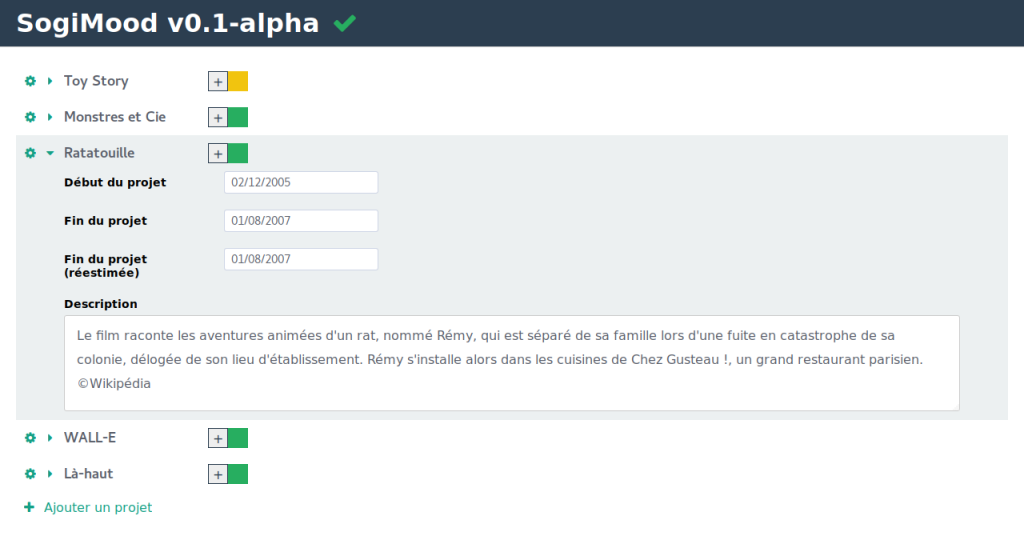 SogiMood v0.1-alpha
Toy Story +
Monstres et Cie +
Ratatouille +
Début du projet 02/12/2005
Fin du projet 01/08/2007
Fin du projet 01/08/2007
(réestimée)
Description
Le film raconte les aventures animées d'un rat, nommé Rémy, qui est séparé de sa famille lors d'une fuite en catastrophe de sa
colonie, délogée de son lieu d'établissement. Rémy s'installe alors dans les cuisines de Chez Gusteau !, un grand restaurant parisien.
©Wikipédia
WALL-E +
Là-haut +
+ Ajouter un projet